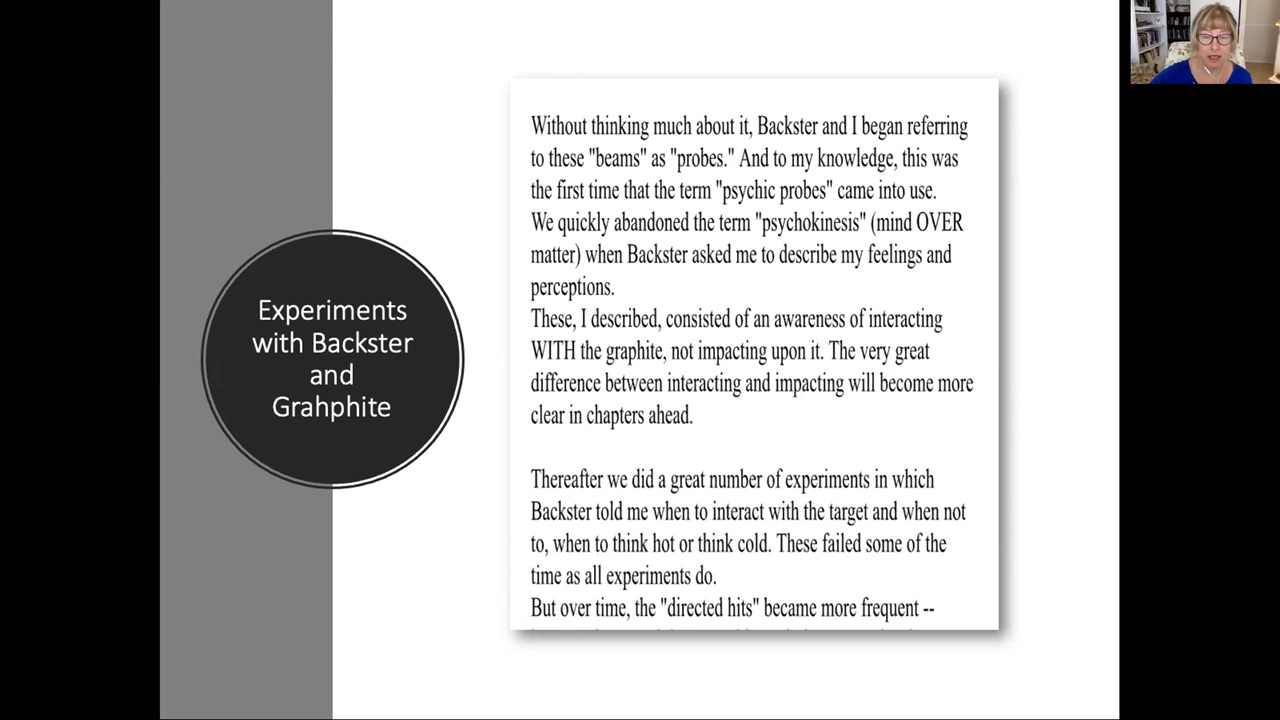 Experiments
with Backster
and
Grahphite
Without thinking much about it, Backster and I began referring
to these "beams" as "probes." And to my knowledge, this was
the first time that the term "psychic probes" came into use.
We quickly abandoned the term "psychokinesis" (mind OVER
matter) when Backster asked me to describe my feelings and
perceptions.
These, I described, consisted of an awareness of interacting
WITH the graphite, not impacting upon it. The very great
difference between interacting and impacting will become more
clear in chapters ahead.
Thereafter we did a great number of experiments in which
Backster told me when to interact with the target and when not
to, when to think hot or think cold. These failed some of the
time as all experiments do.
But over time, the "directed hits" became more frequent --